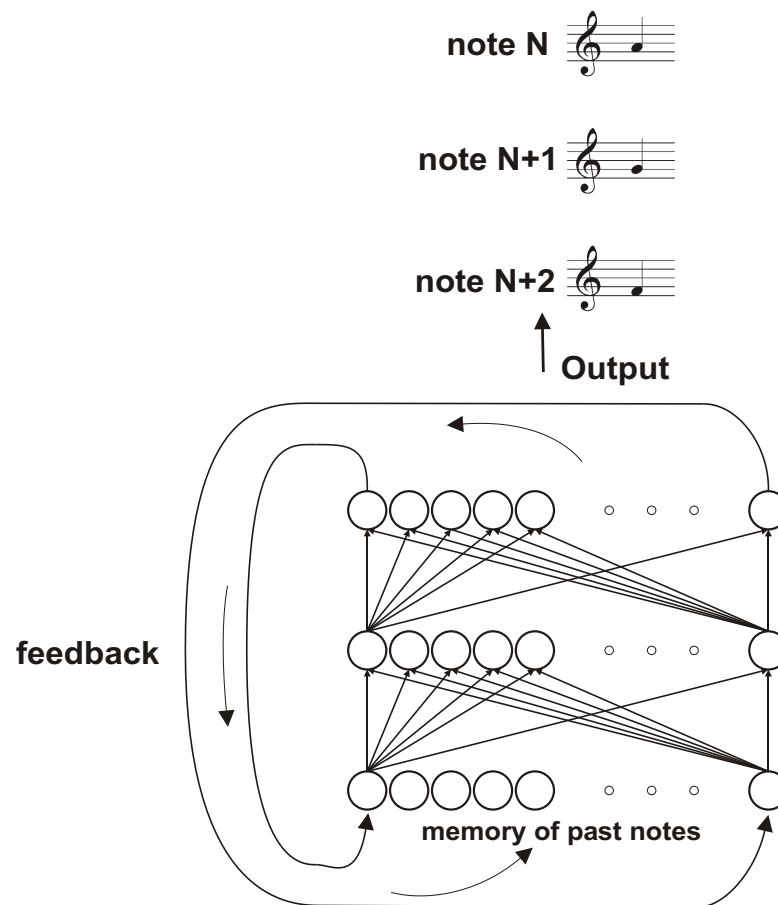 note N
note N+1
note N+2
Output
feedback
memory of past notes